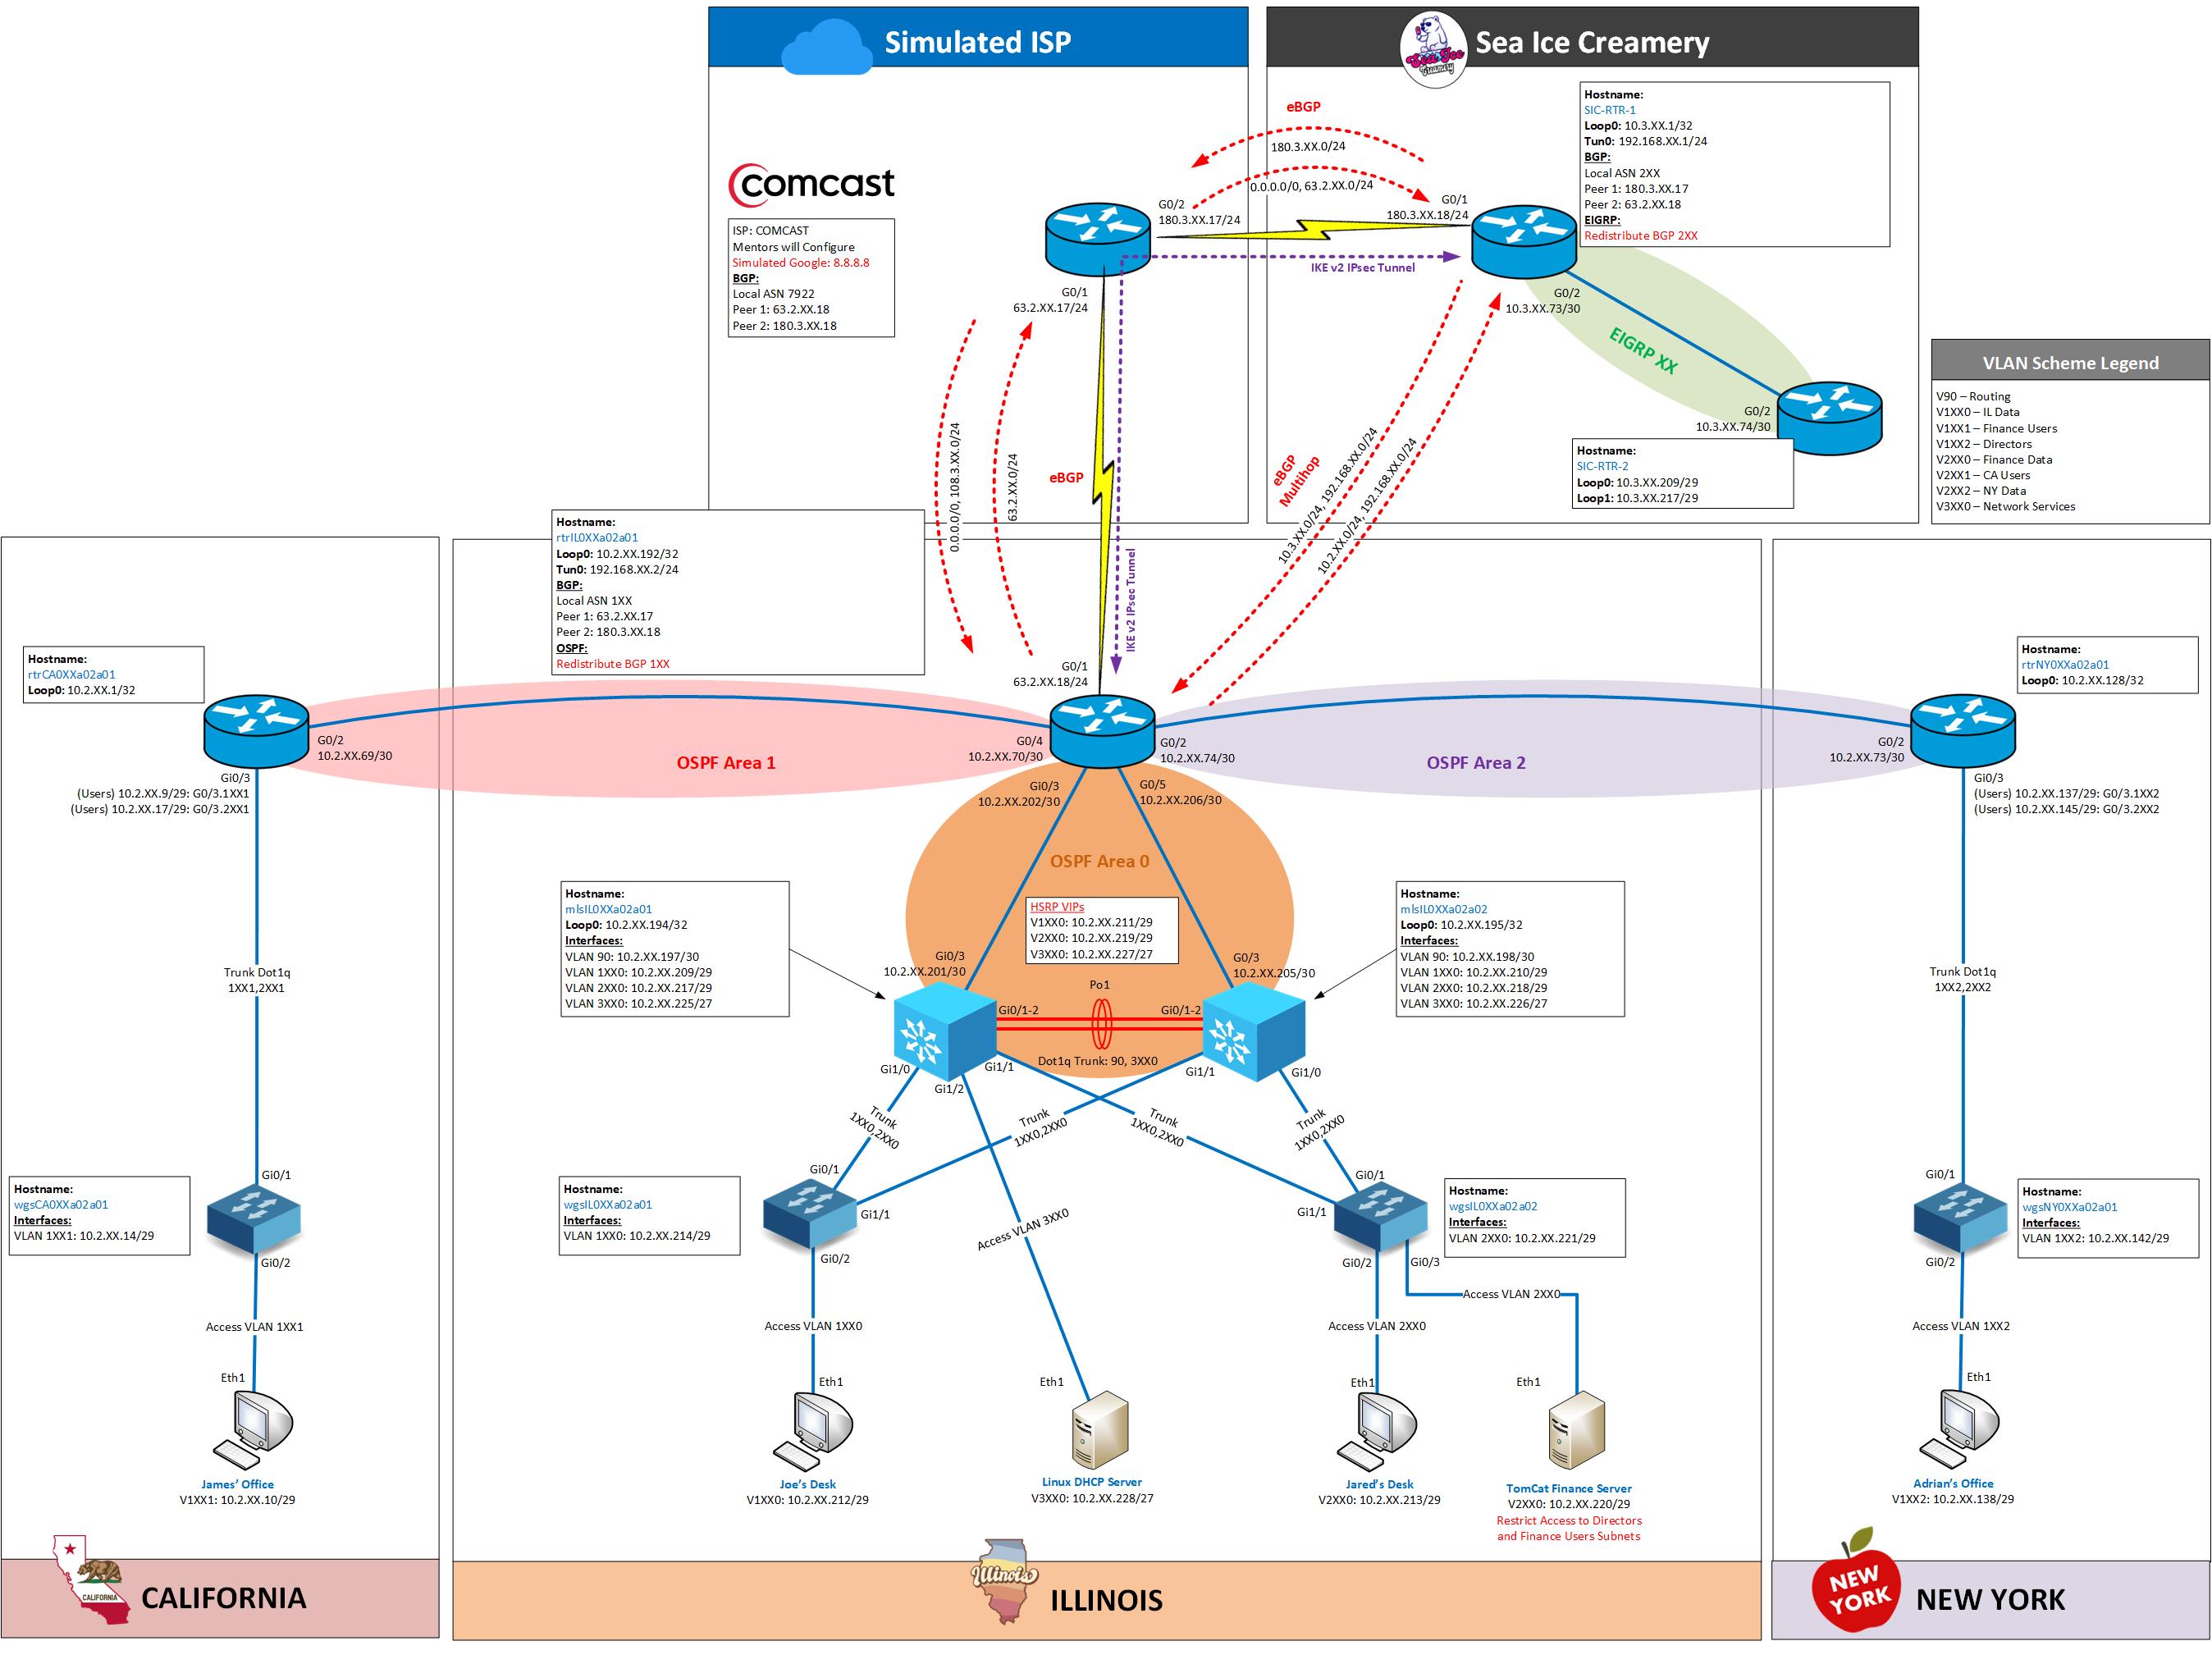 Simulated ISP
Sea Ice Creamery
Sea Ice
Creamery
Hostname:
SIC-RTR-1
Loop0: 10.3.XX.1/32
Tun0: 192.168.XX.1/24
BGP:
Local ASN 2XX
Peer 1: 180.3.XX.17
Peer 2: 63.2.XX.18
EIGRP:
Redistribute BGP 2XX
eBGP
180.3.XX.0/24
0.0.0.0/0, 63.2.XX.0/24
comcast
G0/2
180.3.XX.17/24
G0/1
180.3.XX.18/24
ISP: COMCAST
Mentors will Configure
Simulated Google: 8.8.8.8
BGP:
Local ASN 7922
Peer 1: 63.2.XX.18
Peer 2: 180.3.XX.18
IKE v2 IPsec Tunnel
G0/1
63.2.XX.17/24
G0/2
10.3.XX.73/30
EIGRP XX
G0/2
10.3.XX.74/30
VLAN Scheme Legend
V90 – Routing
V1XX0 – IL Data
V1XX1 – Finance Users
V1XX2 – Directors
V2XX0 – Finance Data
V2XX1 – CA Users
V2XX2 – NY Data
V3XX0 – Network Services
Hostname:
SIC-RTR-2
Loop0: 10.3.XX.209/29
Loop1: 10.3.XX.217/29
0.0.0.0/0, 108.3.XX.0/24
63.2.XX.0/24
eBGP
eBGP
Multihop
10.3.XX.0/24, 192.168.XX.0/24
10.2.XX.0/24, 192.168.XX.0/24
IKE v2 IPsec Tunnel
Hostname:
rtrIL0XXa02a01
Loop0: 10.2.XX.192/32
Tun0: 192.168.XX.2/24
BGP:
Local ASN 1XX
Peer 1: 63.2.XX.17
Peer 2: 180.3.XX.18
OSPF:
Redistribute BGP 1XX
G0/1
63.2.XX.18/24
Hostname:
rtrCA0XXa02a01
Loop0: 10.2.XX.1/32
Hostname:
rtrNY0XXa02a01
Loop0: 10.2.XX.128/32
G0/2
10.2.XX.69/30
OSPF Area 1
G0/4
10.2.XX.70/30
G0/2
10.2.XX.74/30
OSPF Area 2
G0/2
10.2.XX.73/30
Gi0/3
(Users) 10.2.XX.9/29: G0/3.1XX1
(Users) 10.2.XX.17/29: G0/3.2XX1
Gi0/3
10.2.XX.202/30
G0/5
10.2.XX.206/30
Gi0/3
(Users) 10.2.XX.137/29: G0/3.1XX2
(Users) 10.2.XX.145/29: G0/3.2XX2
OSPF Area 0
Hostname:
mlsIL0XXa02a01
Loop0: 10.2.XX.194/32
Interfaces:
VLAN 90: 10.2.XX.197/30
VLAN 1XX0: 10.2.XX.209/29
VLAN 2XX0: 10.2.XX.217/29
VLAN 3XX0: 10.2.XX.225/27
HSRP VIPs
V1XX0: 10.2.XX.211/29
V2XX0: 10.2.XX.219/29
V3XX0: 10.2.XX.227/27
Hostname:
mlsIL0XXa02a02
Loop0: 10.2.XX.195/32
Interfaces:
VLAN 90: 10.2.XX.198/30
VLAN 1XX0: 10.2.XX.210/29
VLAN 2XX0: 10.2.XX.218/29
VLAN 3XX0: 10.2.XX.226/27
Gi0/3
10.2.XX.201/30
G0/3
10.2.XX.205/30
Trunk Dot1q
1XX1,2XX1
Trunk Dot1q
1XX2,2XX2
Po1
Gi0/1-2
Gi0/1-2
Dot1q Trunk: 90, 3XX0
Gi1/0
Gi1/2
Gi1/1
Gi1/1
Gi1/0
Trunk
1XX0,2XX0
Trunk
1XX0,2XX0
Trunk
1XX0,2XX0
Trunk
1XX0,2XX0
Hostname:
wgsCA0XXa02a01
Interfaces:
VLAN 1XX1: 10.2.XX.14/29
Gi0/1
Gi0/2
Hostname:
wgsIL0XXa02a01
Interfaces:
VLAN 1XX0: 10.2.XX.214/29
Gi0/1
Gi1/1
Gi0/2
Access VLAN 3XX0
Gi0/1
Gi1/1
Gi0/2
Gi0/3
Hostname:
wgsIL0XXa02a02
Interfaces:
VLAN 2XX0: 10.2.XX.221/29
Gi0/1
Gi0/2
Hostname:
wgsNY0XXa02a01
Interfaces:
VLAN 1XX2: 10.2.XX.142/29
Access VLAN 2XX0
Access VLAN 1XX1
Access VLAN 1XX0
Access VLAN 2XX0
Access VLAN 1XX2
Eth1
Eth1
Eth1
Eth1
Eth1
Eth1
James' Office
V1XX1: 10.2.XX.10/29
Joe's Desk
V1XX0: 10.2.XX.212/29
Linux DHCP Server
V3XX0: 10.2.XX.228/27
Jared's Desk
V2XX0: 10.2.XX.213/29
TomCat Finance Server
V2XX0: 10.2.XX.220/29
Restrict Access to Directors
and Finance Users Subnets
Adrian's Office
V1XX2: 10.2.XX.138/29
CALIFORNIA
CALIFORNIA
Illinois
ILLINOIS
NEW
YORK
NEW YORK